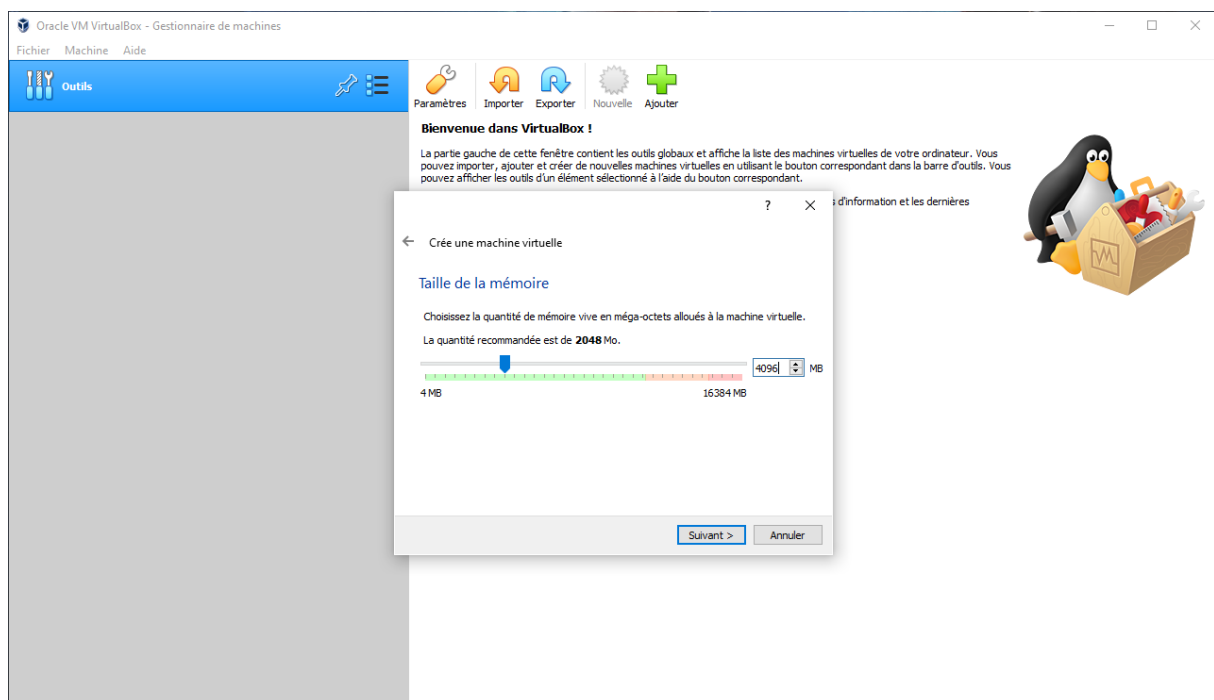 Oracle VM VirtualBox - Gestionnaire de machines
Fichier Machine Aide
Outils
Paramètres Importer Exporter Nouvelle Ajouter
Bienvenue dans VirtualBox !
La partie gauche de cette fenêtre contient les outils globaux et affiche la liste des machines virtuelles de votre ordinateur. Vous
pouvez importer, ajouter et créer de nouvelles machines virtuelles en utilisant le bouton correspondant dans la barre d'outils. Vous
pouvez afficher les outils d'un élément sélectionné à l'aide du bouton correspondant.
d'information et les dernières
?
Crée une machine virtuelle
Taille de la mémoire
Choisissez la quantité de mémoire vive en méga-octets alloués à la machine virtuelle.
La quantité recommandée est de 2048 Mo.
4096 MB
4 MB 16384 MB
Suivant > Annuler